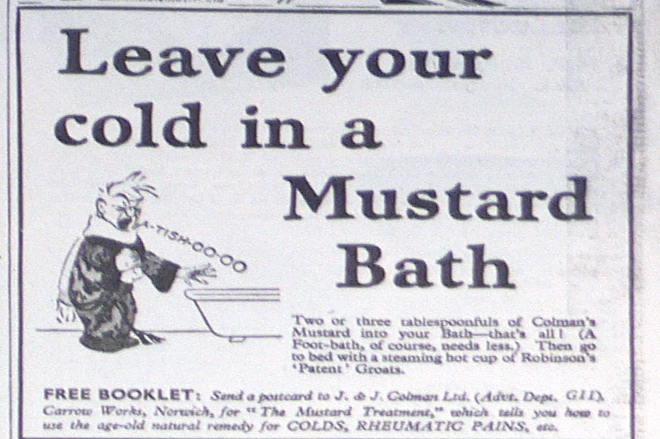 Leave your
cold in a
Mustard
Bath
A-TISH-OO-OO
Two or three tablespoonfuls of Colman's
Mustard into your Bath—that's all! (A
Foot-bath, of course, needs less.) Then go
to bed with a steaming hot cup of Robinson's
'Patent' Groats.
FREE BOOKLET: Send a postcard to J. & J. Colman Ltd. (Advt. Dept. G11),
Carrow Works, Norwich, for "The Mustard Treatment," which tells you how to
use the age-old natural remedy for COLDS, RHEUMATIC PAINS, etc.